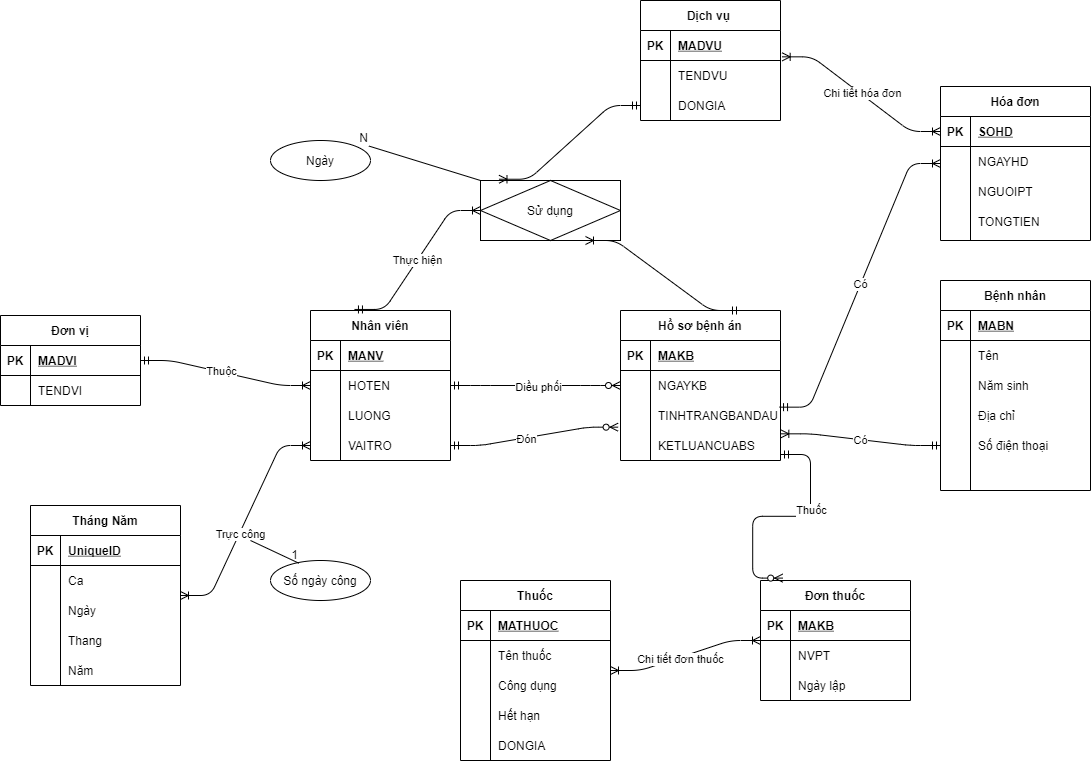 Dịch vụ
PK MADVU
TENDVU
DONGIA
Chi tiết hóa đơn
Hóa đơn
PK SOHD
NGAYHD
NGUOIPT
TONGTIEN
N
Ngày
Sử dụng
Thực hiện
Có
Đơn vị
PK MADVI
TENDVI
Thuộc
Nhân viên
PK MANV
HOTEN
LUONG
VAITRO
Diều phối
Đón
Hồ sơ bệnh án
PK MAKB
NGAYKB
TINHTRANGBANDAU
KETLUANCUABS
Có
Bệnh nhân
PK MABN
Tên
Năm sinh
Địa chỉ
Số điện thoại
Tháng Năm
PK UniqueID
Ca
Ngày
Thang
Năm
Trực công
1
Số ngày công
Thuốc
Thuốc
PK MATHUOC
Tên thuốc
Công dụng
Hết hạn
DONGIA
Chi tiết đơn thuốc
Đơn thuốc
PK MAKB
NVPT
Ngày lập